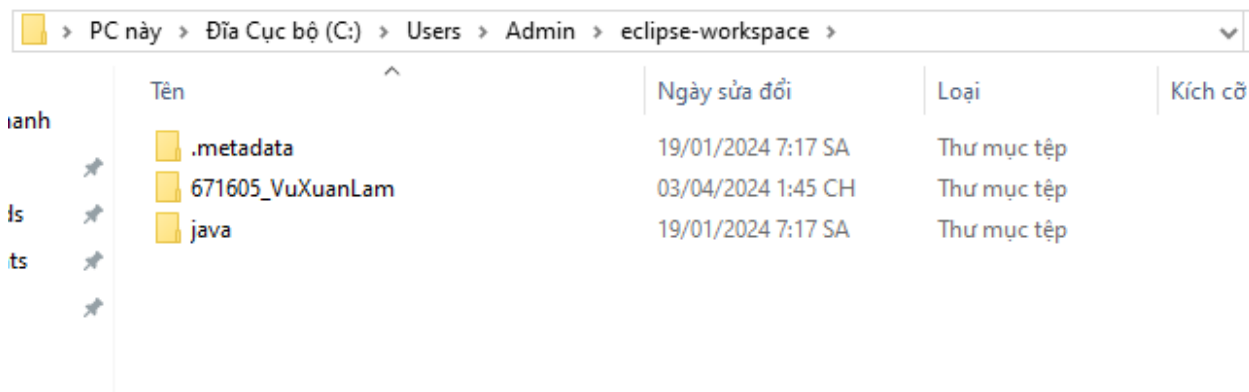 PC này > Đĩa Cục bộ (C:) > Users > Admin > eclipse-workspace >
Tên Ngày sửa đổi Loại Kích cỡ
.metadata 19/01/2024 7:17 SA Thư mục tệp
671605_VuXuanLam 03/04/2024 1:45 CH Thư mục tệp
java 19/01/2024 7:17 SA Thư mục tệp